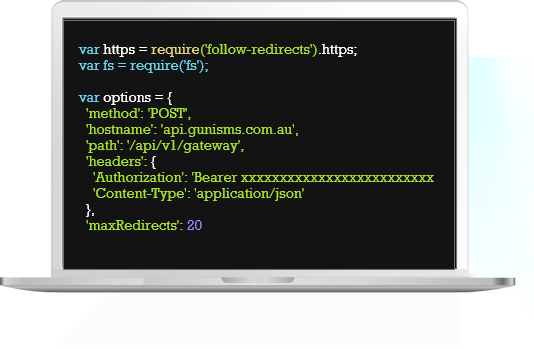 var https = require('follow-redirects').https;
var fs = require('fs');
var options = {
'method': 'POST',
'hostname': 'api.gunisms.com.au',
'path': '/api/v1/gateway',
'headers': {
'Authorization': 'Bearer xxxxxxxxxxxxxxxxxxxxxxxxxx
'Content-Type': 'application/json'
},
'maxRedirects': 20